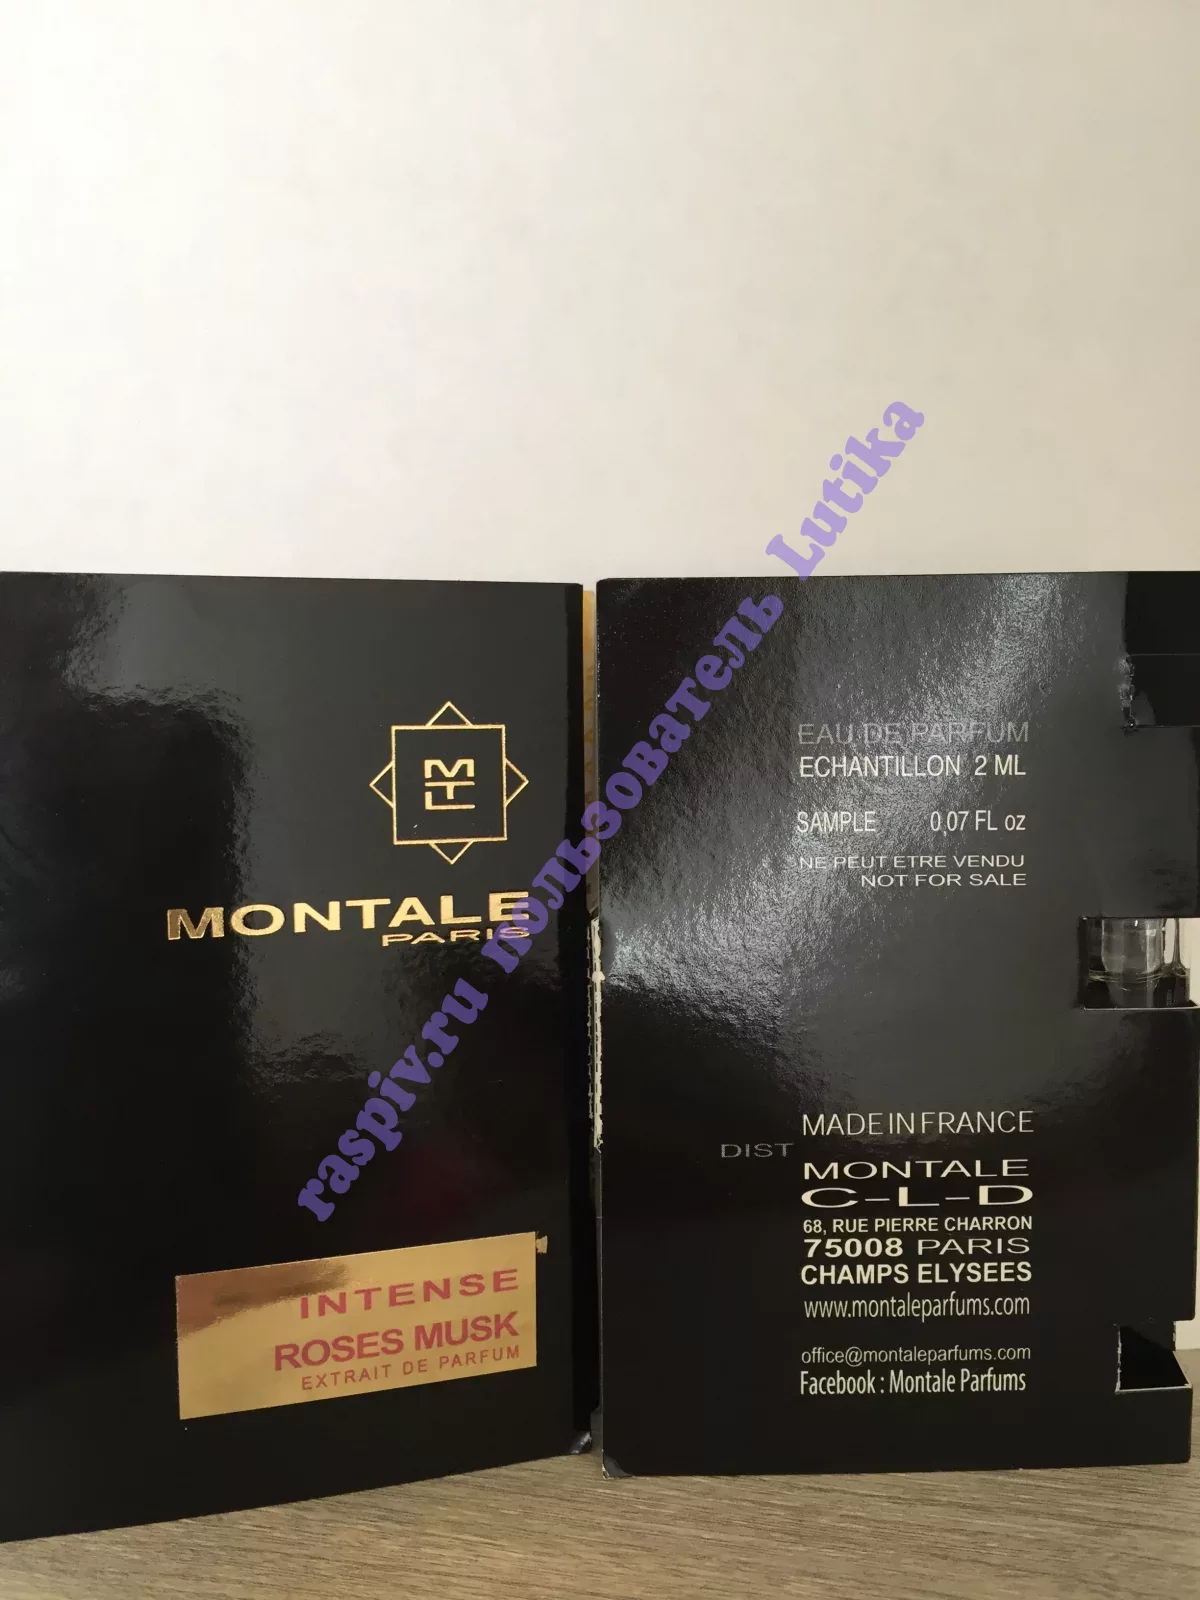 MTL
MONTALE
PARIS
INTENSE
ROSES MUSK
EXTRAIT DE PARFUM
EAU DE PARFUM
ECHANTILLON 2 ML
SAMPLE 0,07 FL oz
NE PEUT ETRE VENDU
NOT FOR SALE
MADE IN FRANCE
DIST
MONTALE
C-L-D
68, RUE PIERRE CHARRON
75008 PARIS
CHAMPS ELYSEES
www.montaleparfums.com
office@montaleparfums.com
Facebook : Montale Parfums
raspiv.ru пользователь Lutika